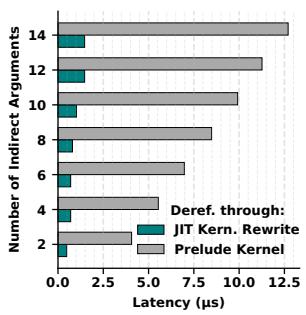 Number of Indirect Arguments
14
12
10
8
6
4
2
Deref. through:
JIT Kern. Rewrite
Prelude Kernel
0.0 2.5 5.0 7.5 10.0 12.5
Latency (µs)